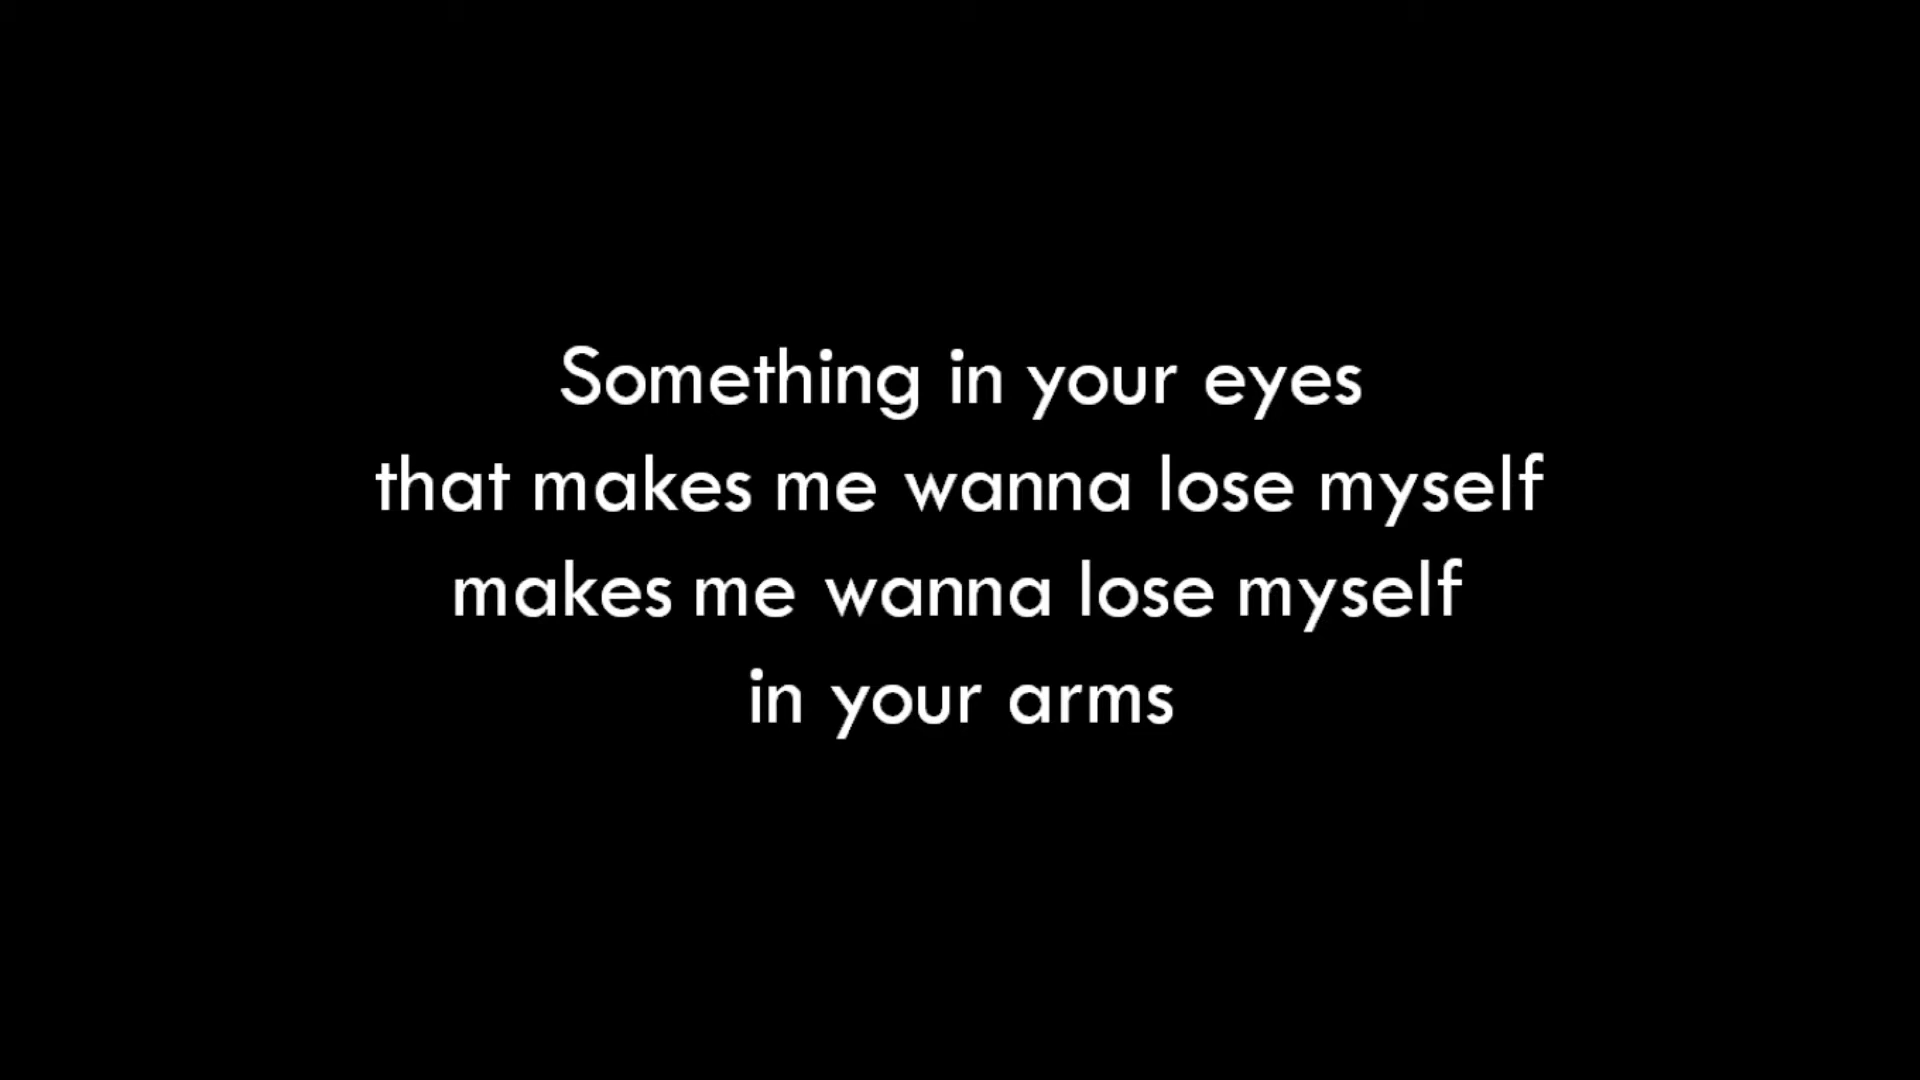 Something in your eyes
that makes me wanna lose myself
makes me wanna lose myself
in your arms